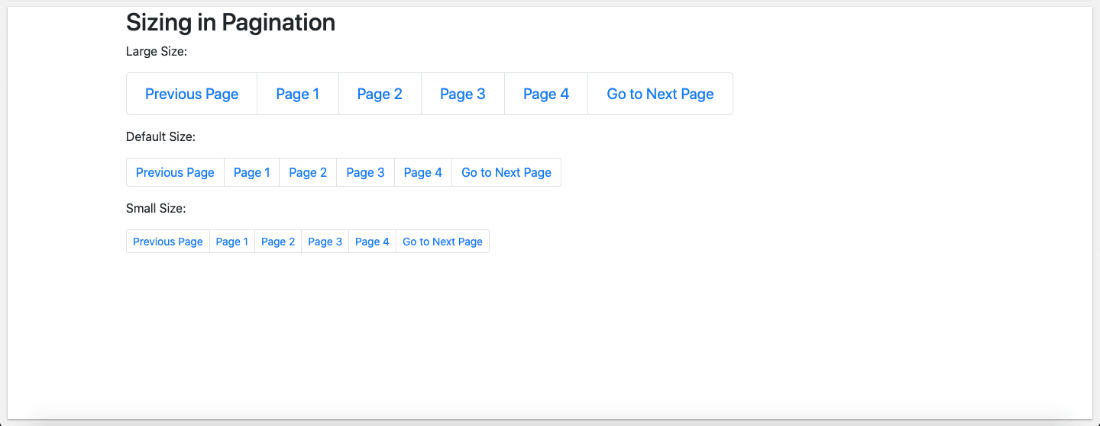 Sizing in Pagination
Large Size:
Previous Page Page 1 Page 2 Page 3 Page 4 Go to Next Page
Default Size:
Previous Page Page 1 Page 2 Page 3 Page 4 Go to Next Page
Small Size:
Previous Page Page 1 Page 2 Page 3 Page 4 Go to Next Page